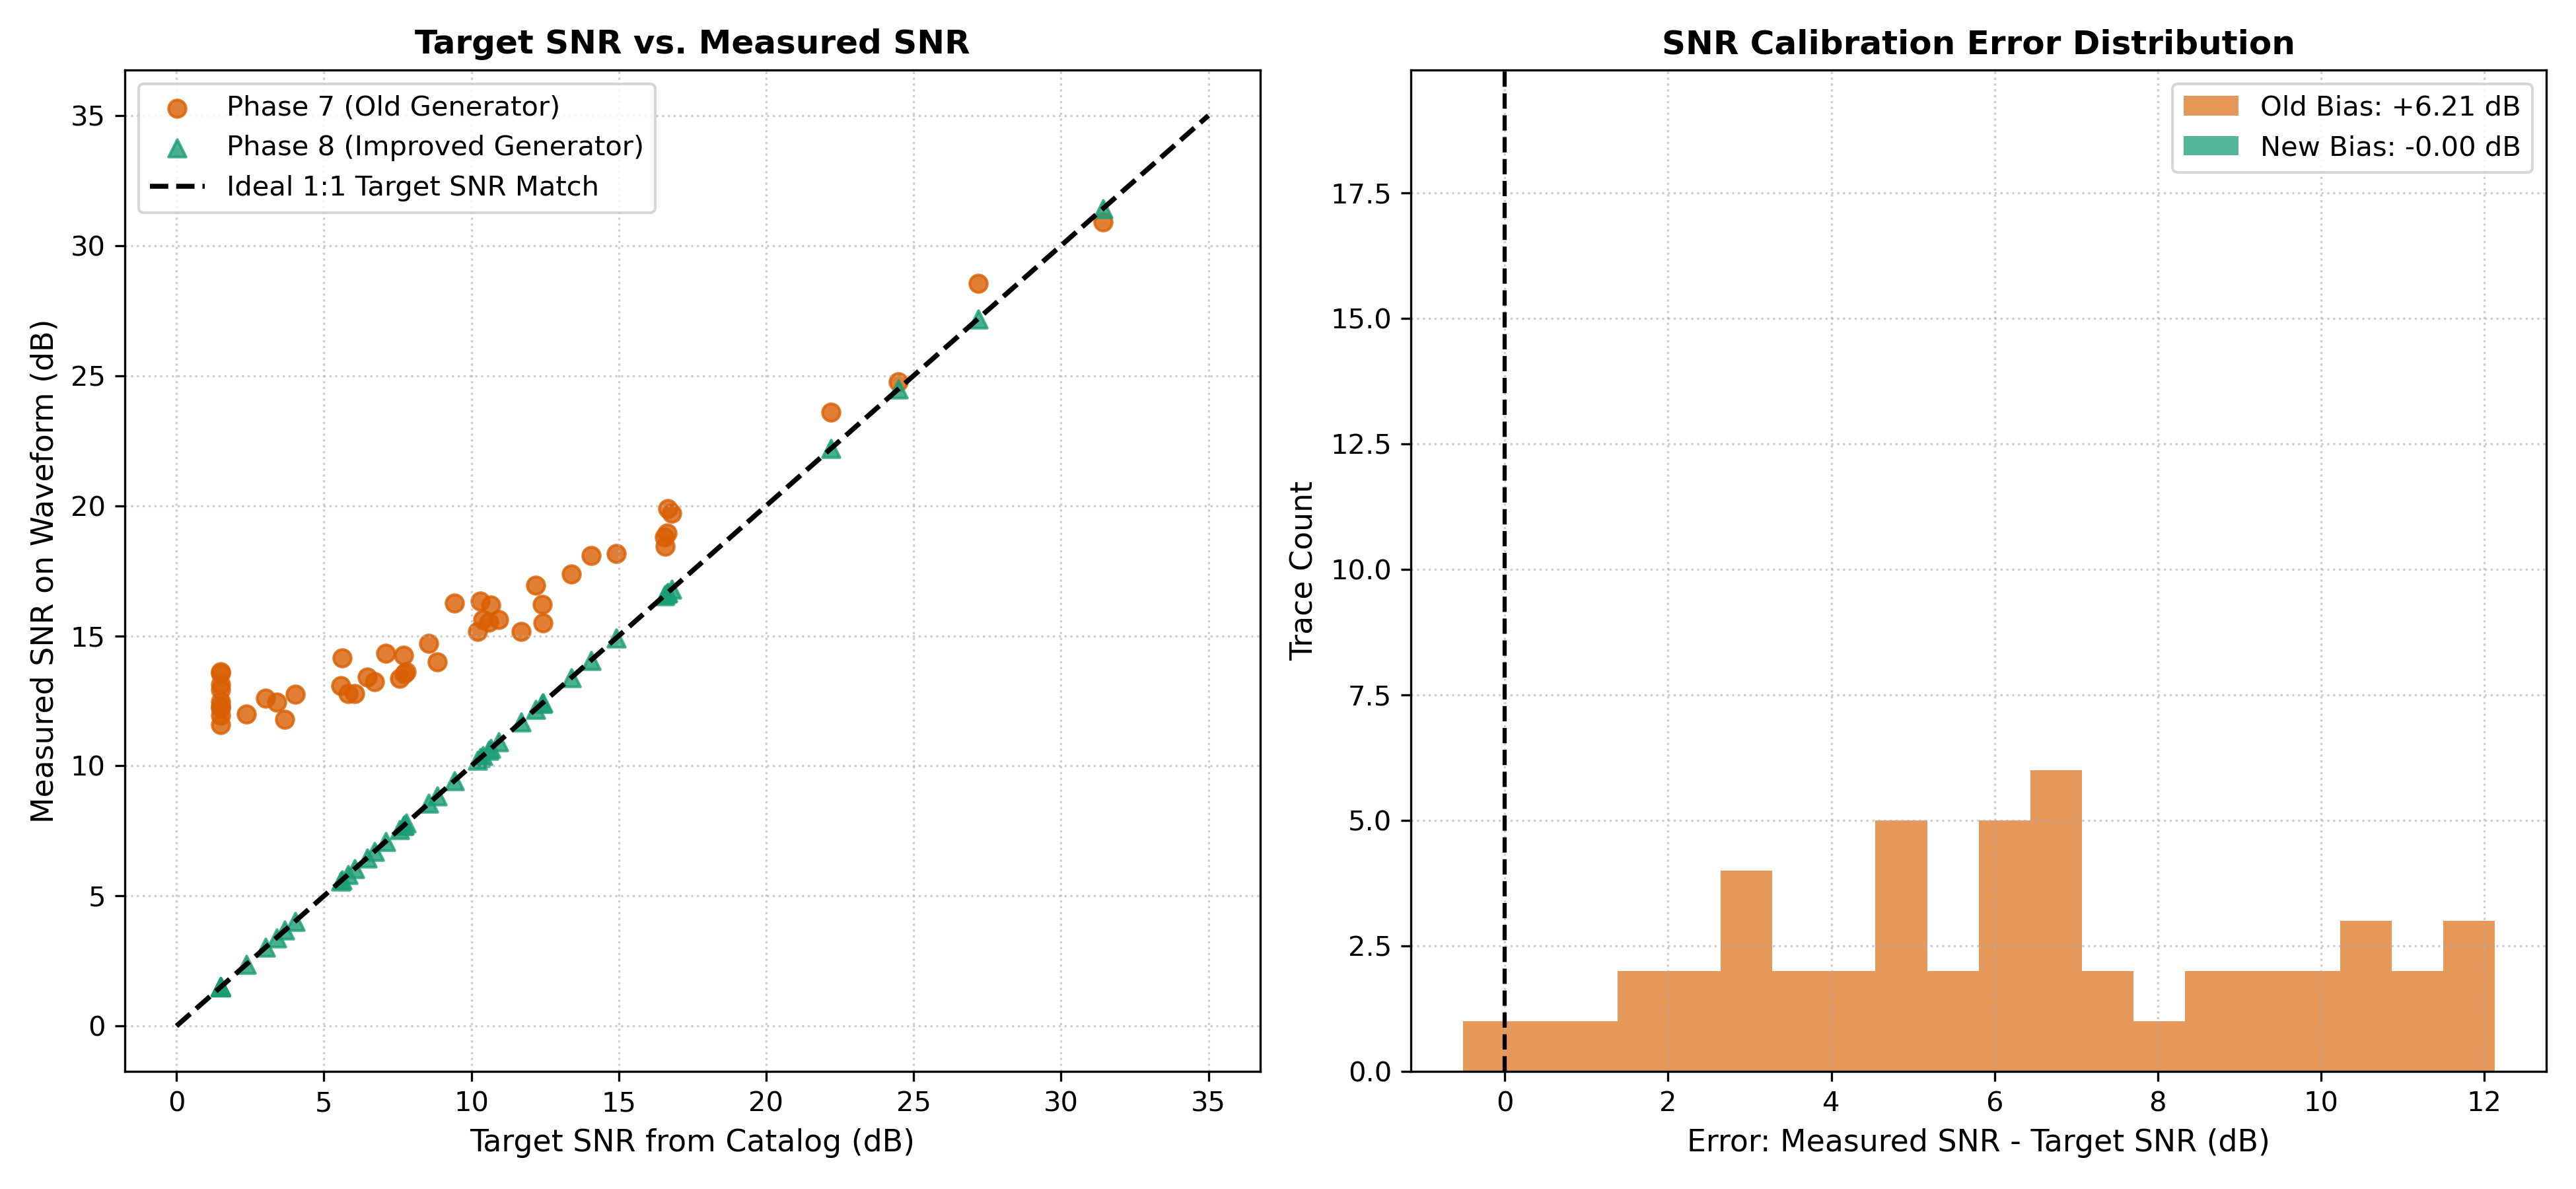 Target SNR vs. Measured SNR
Phase 7 (Old Generator)
Phase 8 (Improved Generator)
Ideal 1:1 Target SNR Match
35
30
25
20
15
10
5
0
Measured SNR on Waveform (dB)
0 5 10 15 20 25 30 35
Target SNR from Catalog (dB)
SNR Calibration Error Distribution
Old Bias: +6.21 dB
New Bias: -0.00 dB
17.5
15.0
12.5
10.0
7.5
5.0
2.5
0.0
Trace Count
0 2 4 6 8 10 12
Error: Measured SNR - Target SNR (dB)